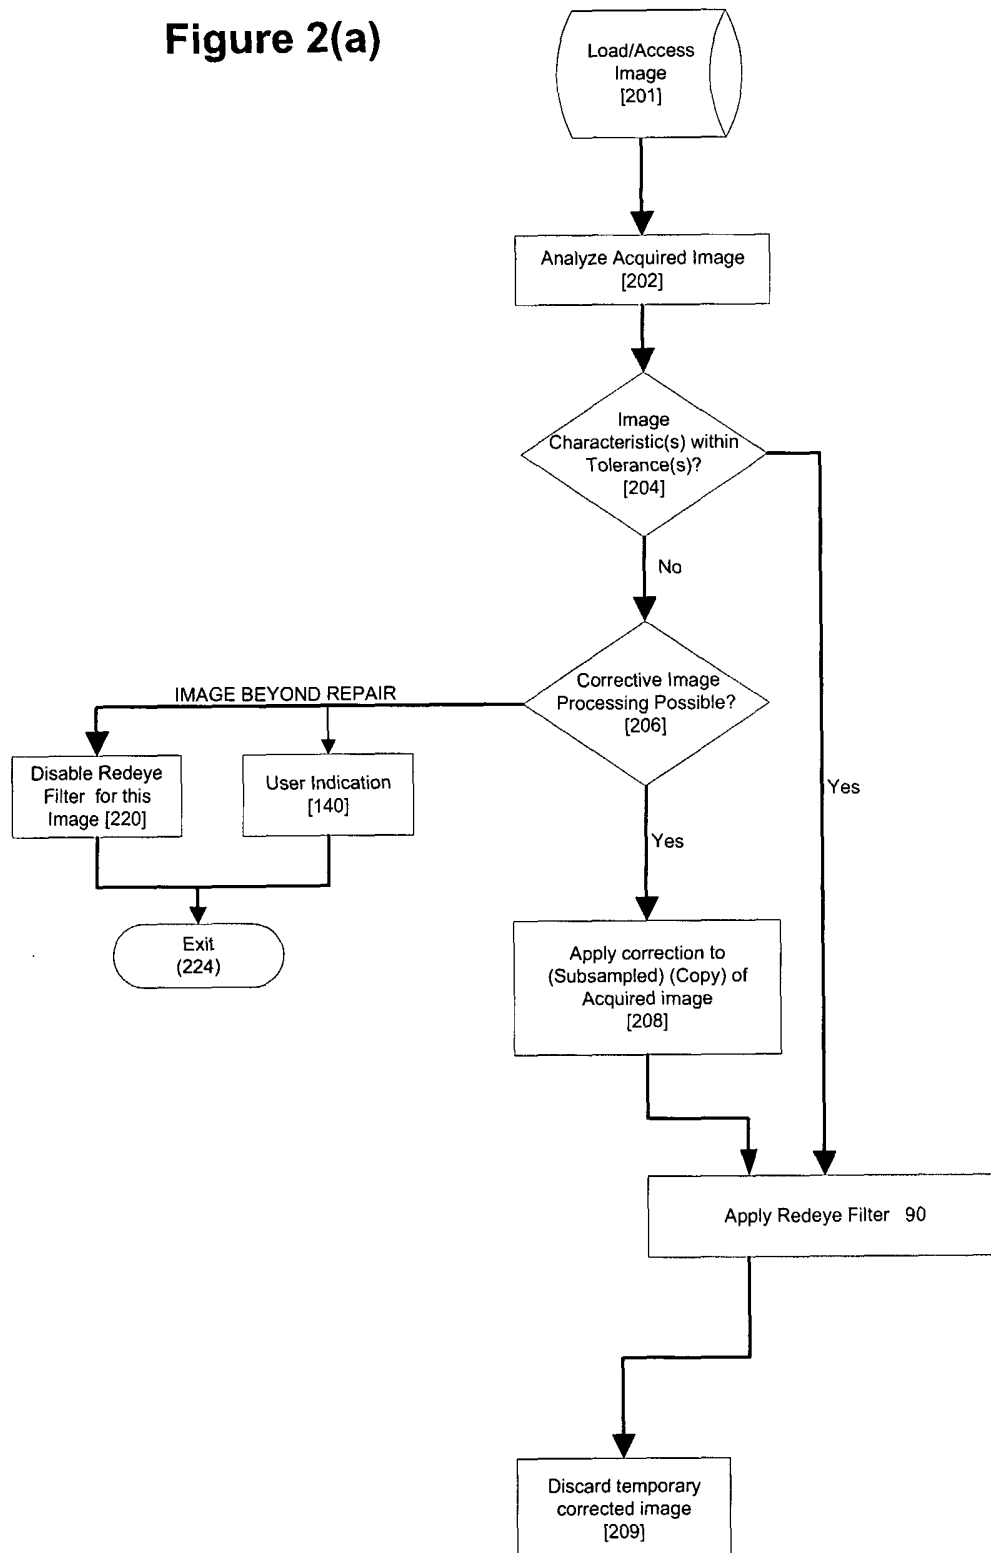 Figure 2(a)
Load/Access
Image
[201]
Analyze Acquired Image
[202]
Image
Characteristic(s) within
Tolerance(s)?
[204]
No
Yes
Corrective Image
Processing Possible?
[206]
IMAGE BEYOND REPAIR
Disable Redeye
Filter for this
Image [220]
User Indication
[140]
Exit
(224)
Yes
Apply correction to
(Subsampled) (Copy) of
Acquired image
[208]
Apply Redeye Filter 90
Discard temporary
corrected image
[209]